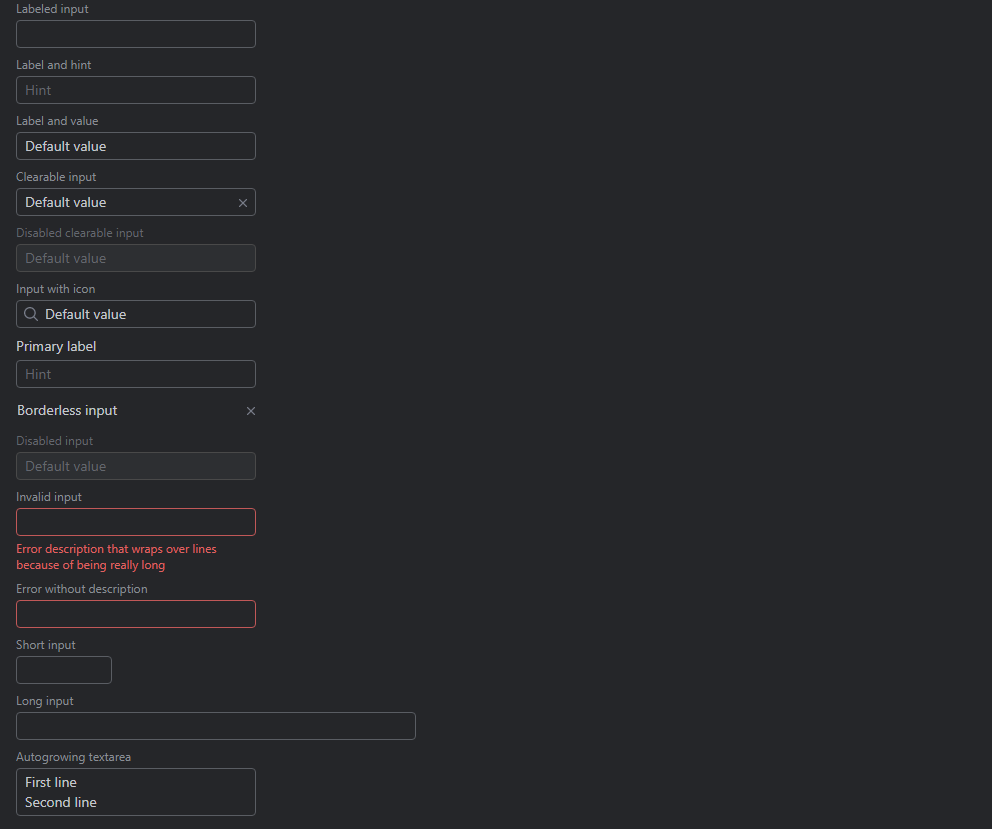 Labeled input
Label and hint
Hint
Label and value
Default value
Clearable input
Default value
Disabled clearable input
Default value
Input with icon
Default value
Primary label
Hint
Borderless input
Disabled input
Default value
Invalid input
Error description that wraps over lines
because of being really long
Error without description
Short input
Long input
Autogrowing textarea
First line
Second line